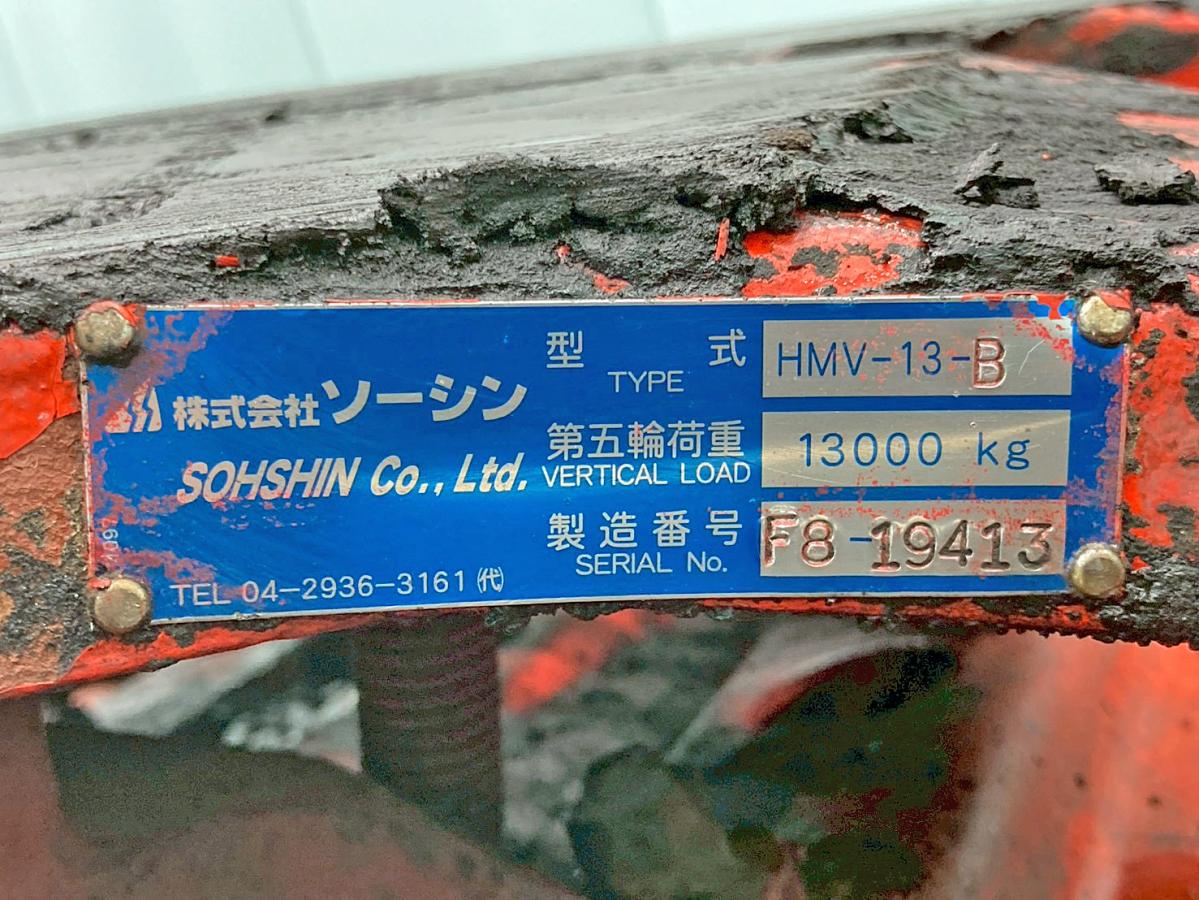 株式会社ソーシン
SOHSHIN Co., Ltd.
TEL 04-2936-3161 ㈹
型 式 HMV-13-B
TYPE
第五輪荷重 13000 kg
VERTICAL LOAD
製造番号 F8-19413
SERIAL No.